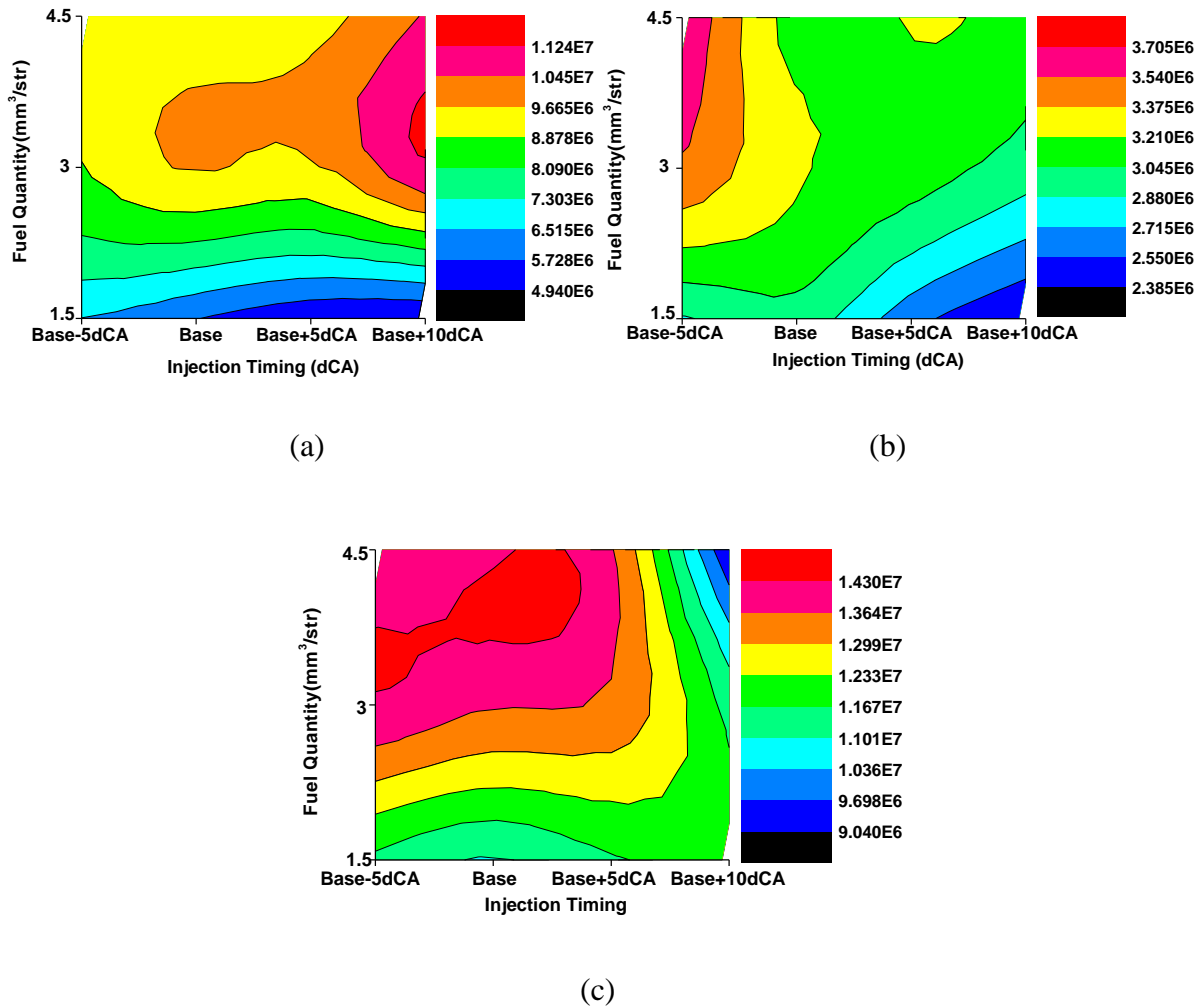 4.5
3
1.5
Fuel Quantity(mm³/str)
Base-5dCA Base Base+5dCA Base+10dCA
Injection Timing (dCA)
1.124E7
1.045E7
9.665E6
8.878E6
8.090E6
7.303E6
6.515E6
5.728E6
4.940E6
(a)
4.5
3
1.5
Fuel Quantity(mm³/str)
Base-5dCA Base Base+5dCA Base+10dCA
Injection Timing (dCA)
3.705E6
3.540E6
3.375E6
3.210E6
3.045E6
2.880E6
2.715E6
2.550E6
2.385E6
(b)
4.5
3
1.5
Fuel Quantity(mm³/str)
Base-5dCA Base Base+5dCA Base+10dCA
Injection Timing
1.430E7
1.364E7
1.299E7
1.233E7
1.167E7
1.101E7
1.036E7
9.698E6
9.040E6
(c)